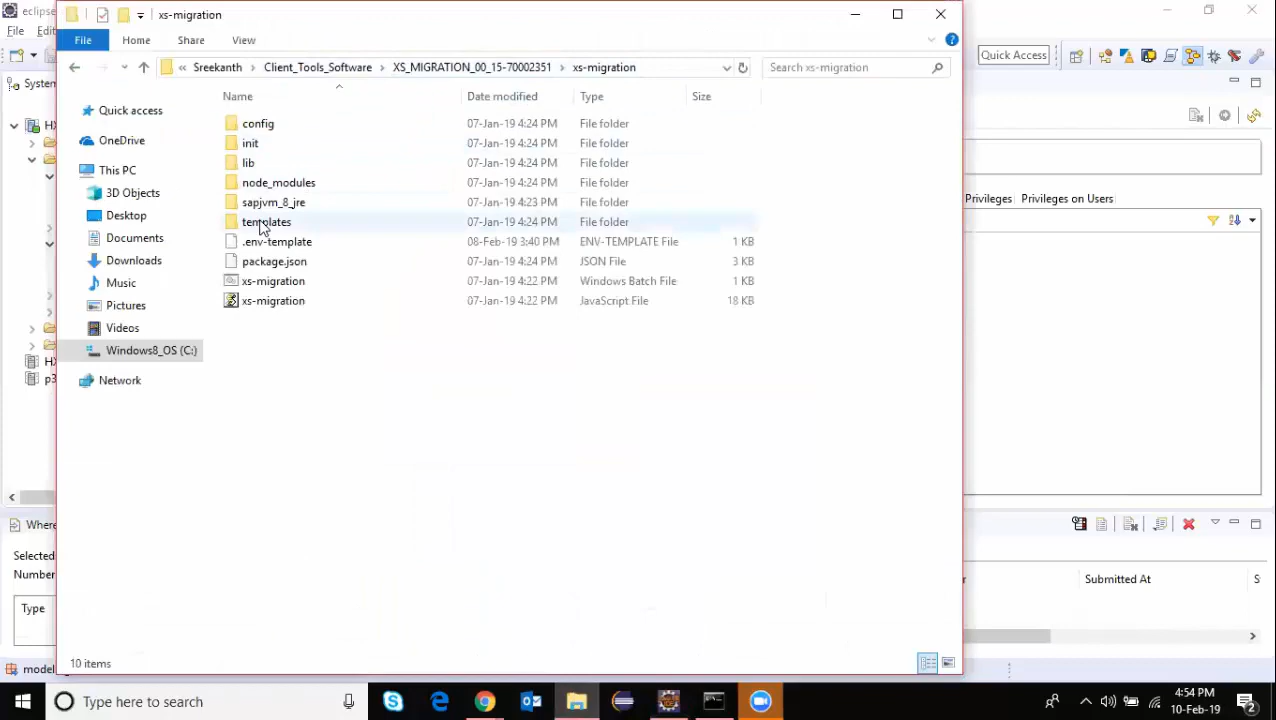 eclipse
xs-migration
File
Home
Share
View
Sreekanth
Client_Tools_Software
XS_MIGRATION_00_15-70002351
xs-migration
Search xs-migration
Quick Access
Name
Date modified
Type
Size
System
Quick access
OneDrive
This PC
3D Objects
Desktop
Documents
Downloads
Music
Pictures
Videos
Windows8_OS (C:)
Network
config 07-Jan-19 4:24 PM File folder
init 07-Jan-19 4:24 PM File folder
lib 07-Jan-19 4:24 PM File folder
node_modules 07-Jan-19 4:24 PM File folder
sapjvm_8_jre 07-Jan-19 4:23 PM File folder
templates 07-Jan-19 4:24 PM File folder
.env-template 08-Feb-19 3:40 PM ENV-TEMPLATE File 1 KB
package.json 07-Jan-19 4:24 PM JSON File 3 KB
xs-migration 07-Jan-19 4:22 PM Windows Batch File 1 KB
xs-migration 07-Jan-19 4:22 PM JavaScript File 18 KB
Privileges
Privileges on Users
Where
Selected
Number
Type
Submitted At
10 items
Type here to search
4:54 PM
10-Feb-19
2